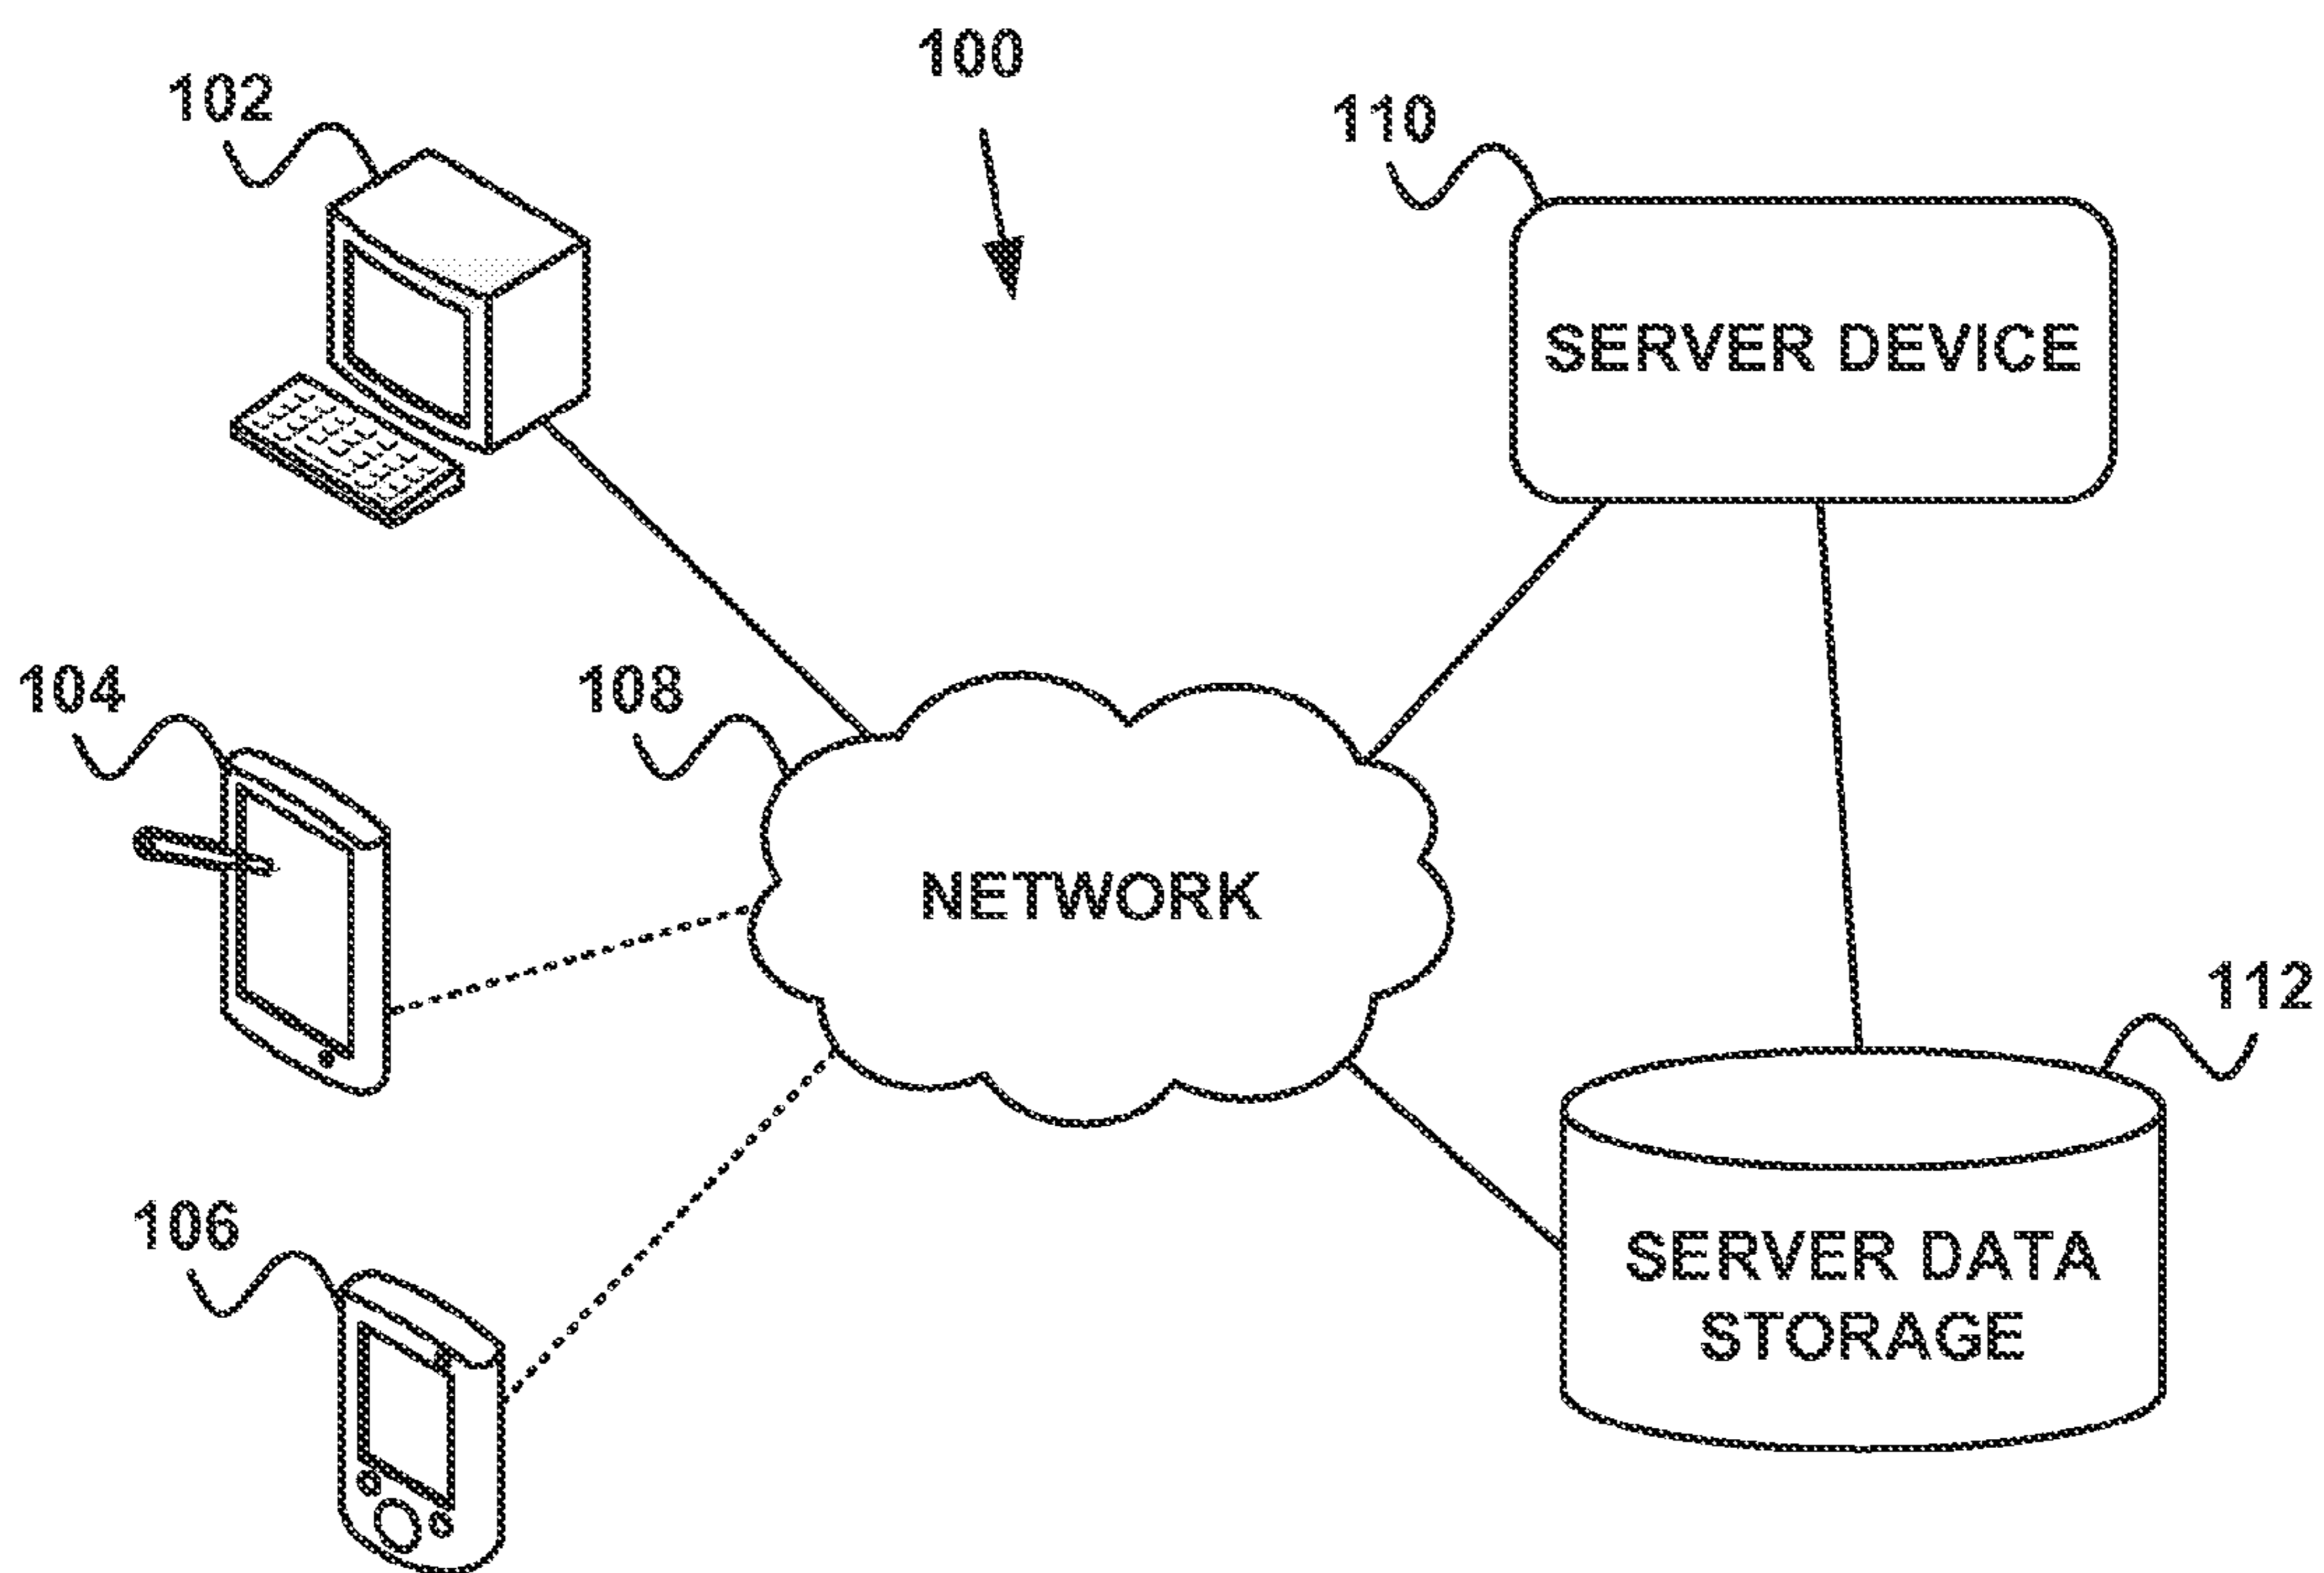 100
102
110
SERVER DEVICE
104
108
NETWORK
112
106
SERVER DATA
STORAGE